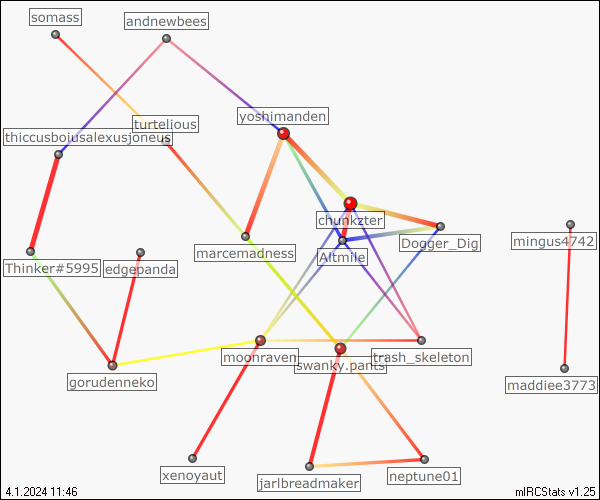 somass
andnewbees
turtelious
yoshimanden
thiccusboiusalexusjoneus
chunkzter
marcemadness
Altmile
Dogger_Dig
mingus4742
Thinker#5995
edgepanda
moonraven
swanky.pants
trash_skeleton
gorudenneko
maddiee3773
xenoyaut
jarlbreadmaker
neptune01
4.1.2024 11:46
mIRCStats v1.25